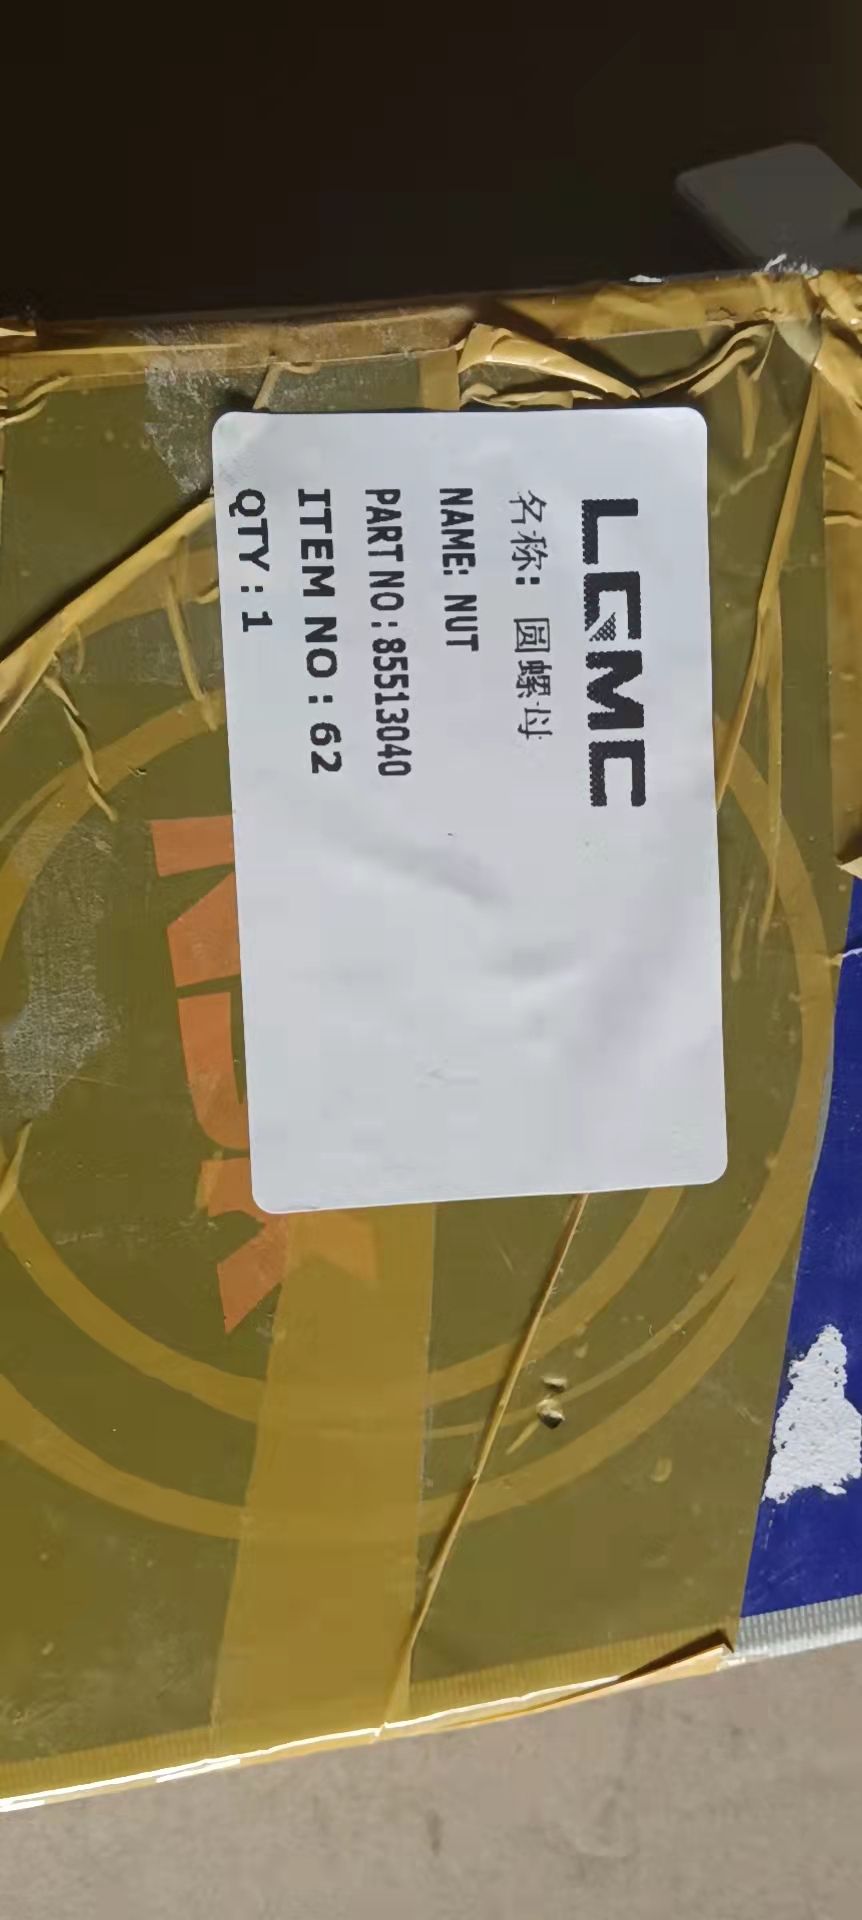 LGMC
名称: 圆螺母
NAME: NUT
PART NO: 85513040
ITEM NO: 62
QTY: 1